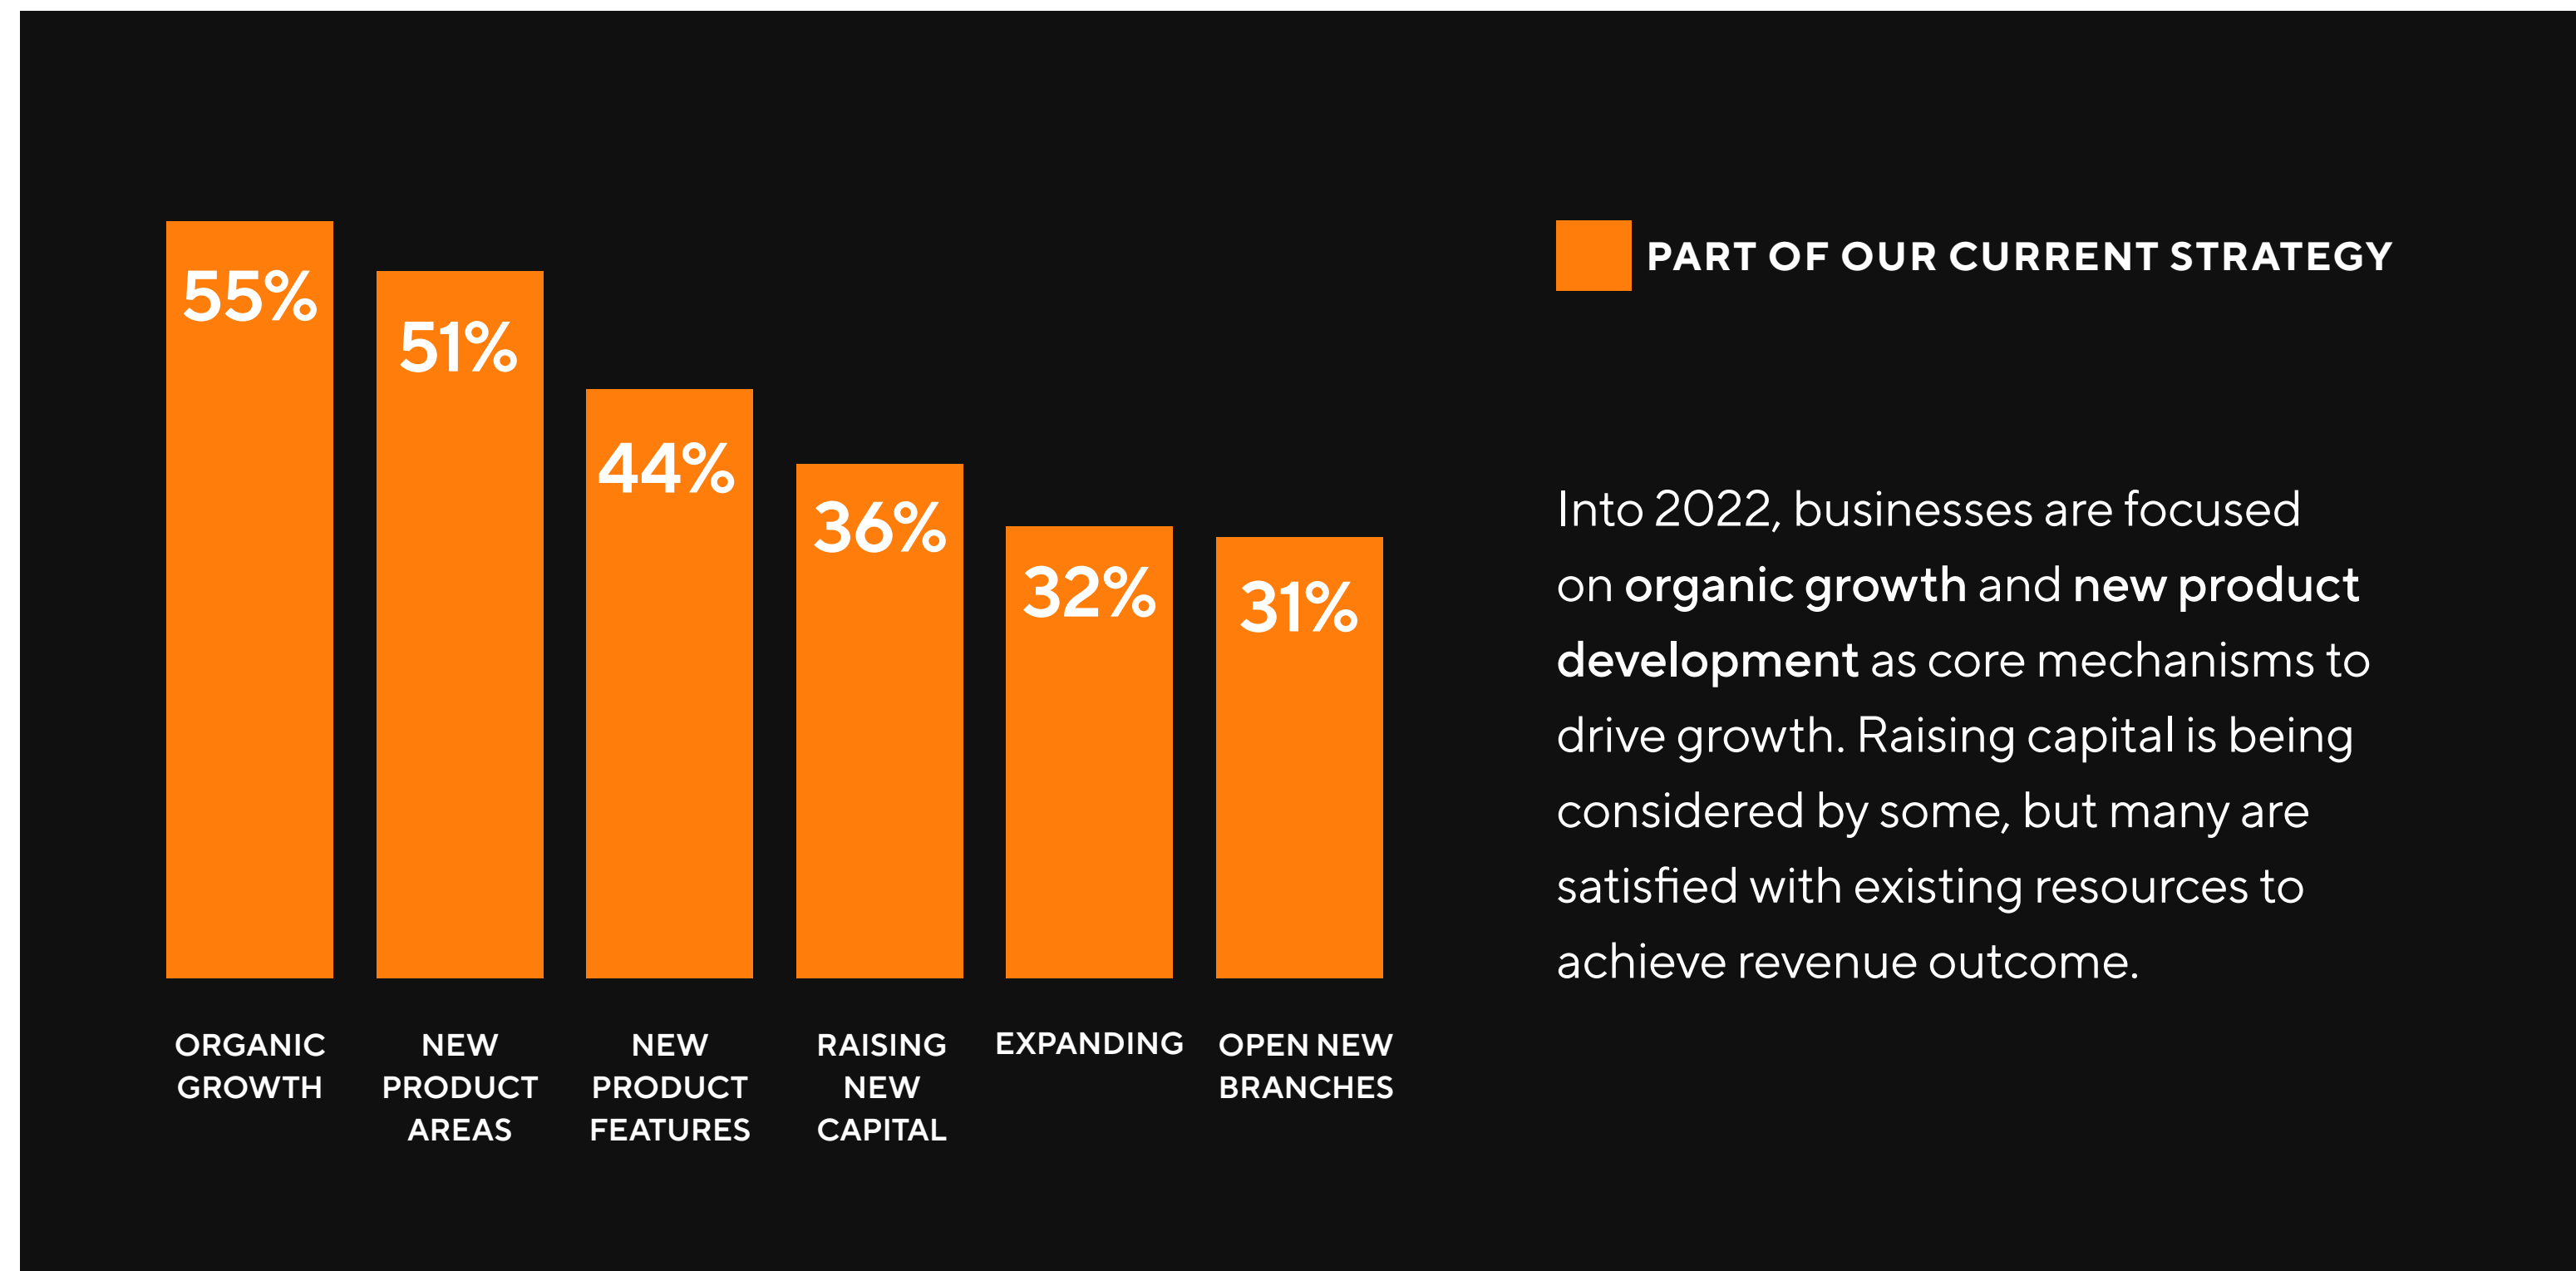 55%
51%
44%
36%
32%
31%
ORGANIC
GROWTH
NEW
PRODUCT
AREAS
NEW
PRODUCT
FEATURES
RAISING
NEW
CAPITAL
EXPANDING
OPEN NEW
BRANCHES
PART OF OUR CURRENT STRATEGY
Into 2022, businesses are focused
on organic growth and new product
development as core mechanisms to
drive growth. Raising capital is being
considered by some, but many are
satisfied with existing resources to
achieve revenue outcome.